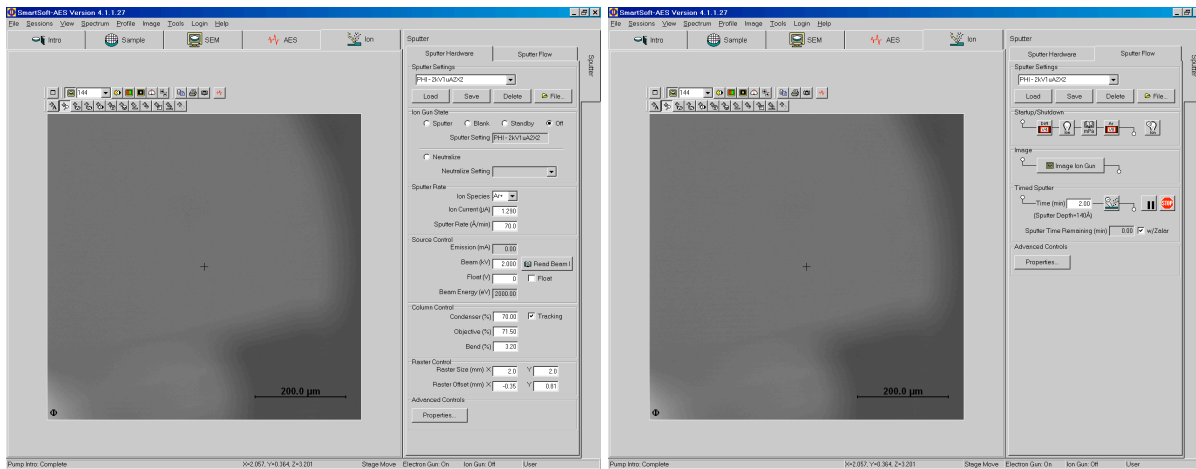 SmartSoft-AES Version 4.1.1.27
File Sessions View Spectrum Profile Image Tools Login Help
Intro Sample SEM AES Ion
144
200.0 µm
Φ
Sputter
Sputter Hardware Sputter Flow
Sputter
Sputter Settings
PHI - 2kV1uA2X2
Load Save Delete File...
Ion Gun State
Sputter Blank Standby Off
Sputter Setting PHI - 2kV1uA2X2
Neutralize
Neutralize Setting
Sputter Rate
Ion Species Ar+
Ion Current (µA) 1.290
Sputter Rate (Å/min) 70.0
Source Control
Emission (mA) 0.00
Beam (kV) 2.000 Read Beam I
Float (V) 0 Float
Beam Energy (eV) 2000.00
Column Control
Condenser (%) 70.00 Tracking
Objective (%) 71.50
Bend (%) 3.20
Raster Control
Raster Size (mm) X 2.0 Y 2.0
Raster Offset (mm) X -0.35 Y 0.81
Advanced Controls
Properties...
Pump Intro: Complete X=2.057, Y=0.364, Z=3.201 Stage Move Electron Gun: On Ion Gun: Off User
SmartSoft-AES Version 4.1.1.27
File Sessions View Spectrum Profile Image Tools Login Help
Intro Sample SEM AES Ion
144
200.0 µm
Φ
Sputter
Sputter Hardware Sputter Flow
Sputter
Sputter Settings
PHI - 2kV1uA2X2
Load Save Delete File...
Startup/Shutdown
Ion mPa Ar Ion
Image
Image Ion Gun
Timed Sputter
Time (min) 2.00 STOP
(Sputter Depth=140Å)
Sputter Time Remaining (min) 0.00 w/Zalar
Advanced Controls
Properties...
Pump Intro: Complete X=2.057, Y=0.364, Z=3.201 Stage Move Electron Gun: On Ion Gun: Off User